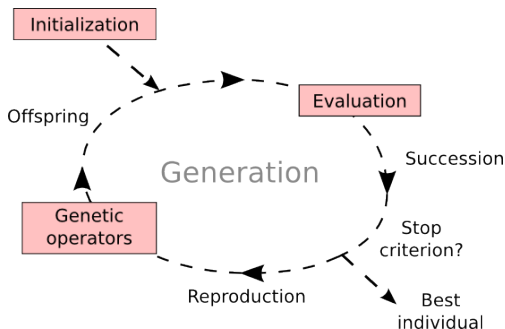 Initialization
Offspring
Evaluation
Generation
Succession
Genetic
operators
Stop
criterion?
Reproduction
Best
individual